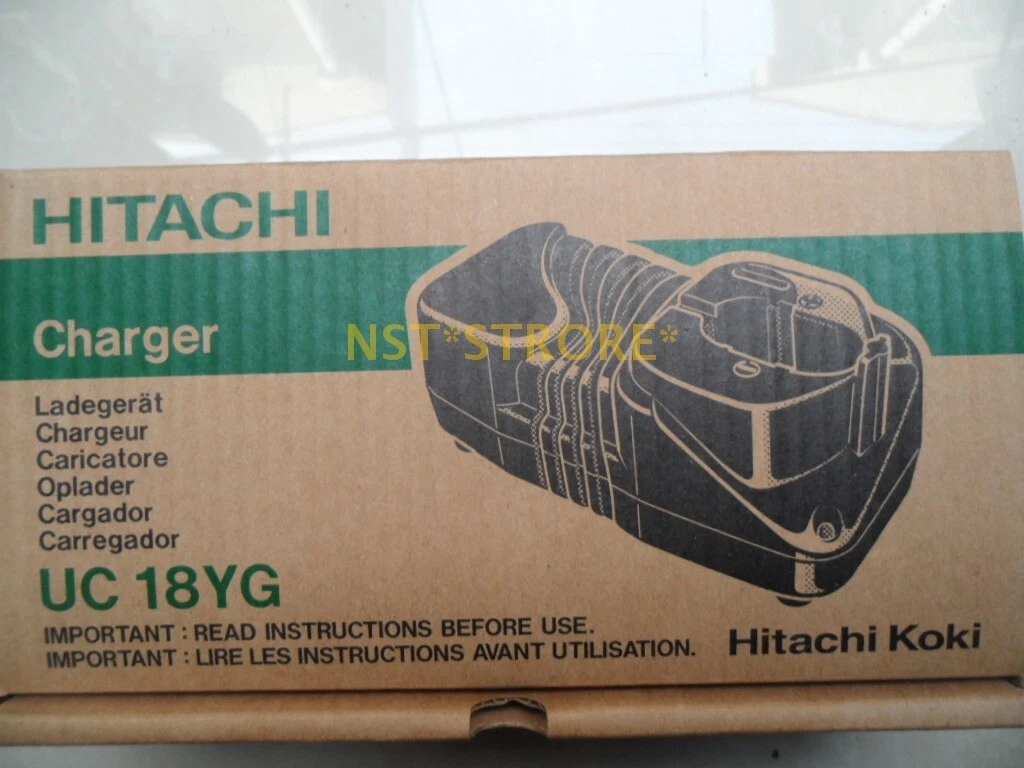 HITACHI
Charger
NST*STRORE*
Ladegerät
Chargeur
Caricatore
Oplader
Cargador
Carregador
UC 18YG
IMPORTANT : READ INSTRUCTIONS BEFORE USE.
IMPORTANT : LIRE LES INSTRUCTIONS AVANT UTILISATION.
Hitachi Koki